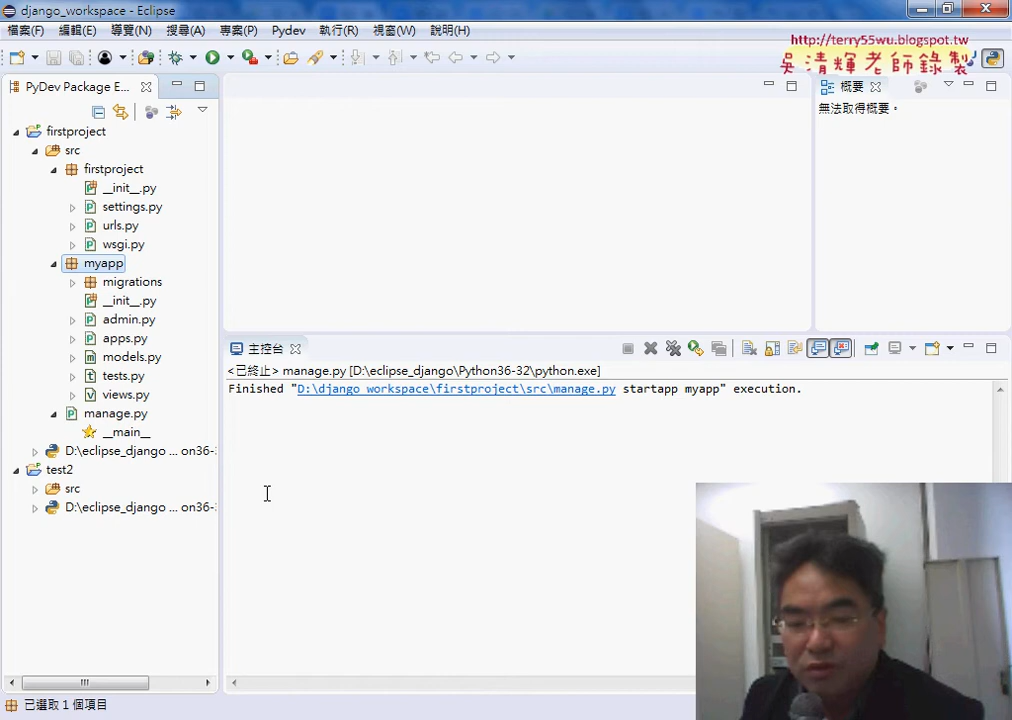 django_workspace - Eclipse
檔案(F) 編輯(E) 導覽(N) 搜尋(A) 專案(P) Pydev 執行(R) 視窗(W) 說明(H)
http://terry55wu.blogspot.tw
吳清輝老師錄製
PyDev Package E...
概要
無法取得概要。
firstproject
src
firstproject
__init__.py
settings.py
urls.py
wsgi.py
myapp
migrations
__init__.py
admin.py
apps.py
models.py
tests.py
views.py
manage.py
__main__
D:\eclipse_django ... on36-
test2
src
D:\eclipse_django ... on36-
主控台
<已終止> manage.py [D:\eclipse_django\Python36-32\python.exe]
Finished "D:\django_workspace\firstproject\src\manage.py startapp myapp" execution.
已選取 1 個項目